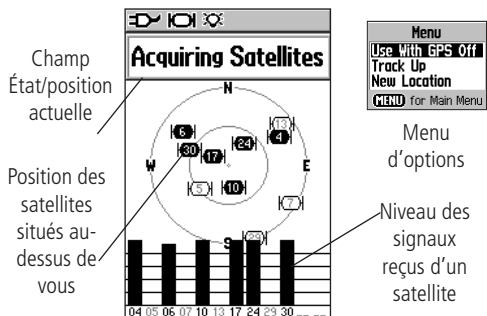 Champ
État/position
actuelle
Position des
satellites
situés au-
dessus de
vous
Acquiring Satellites
N
13
6
4
24
30
17
W
E
5
10
7
29
S
04 05 06 07 10 13 17 24 29 30
Menu
Use With GPS Off
Track Up
New Location
MENU for Main Menu
Menu
d'options
Niveau des
signaux
reçus d'un
satellite